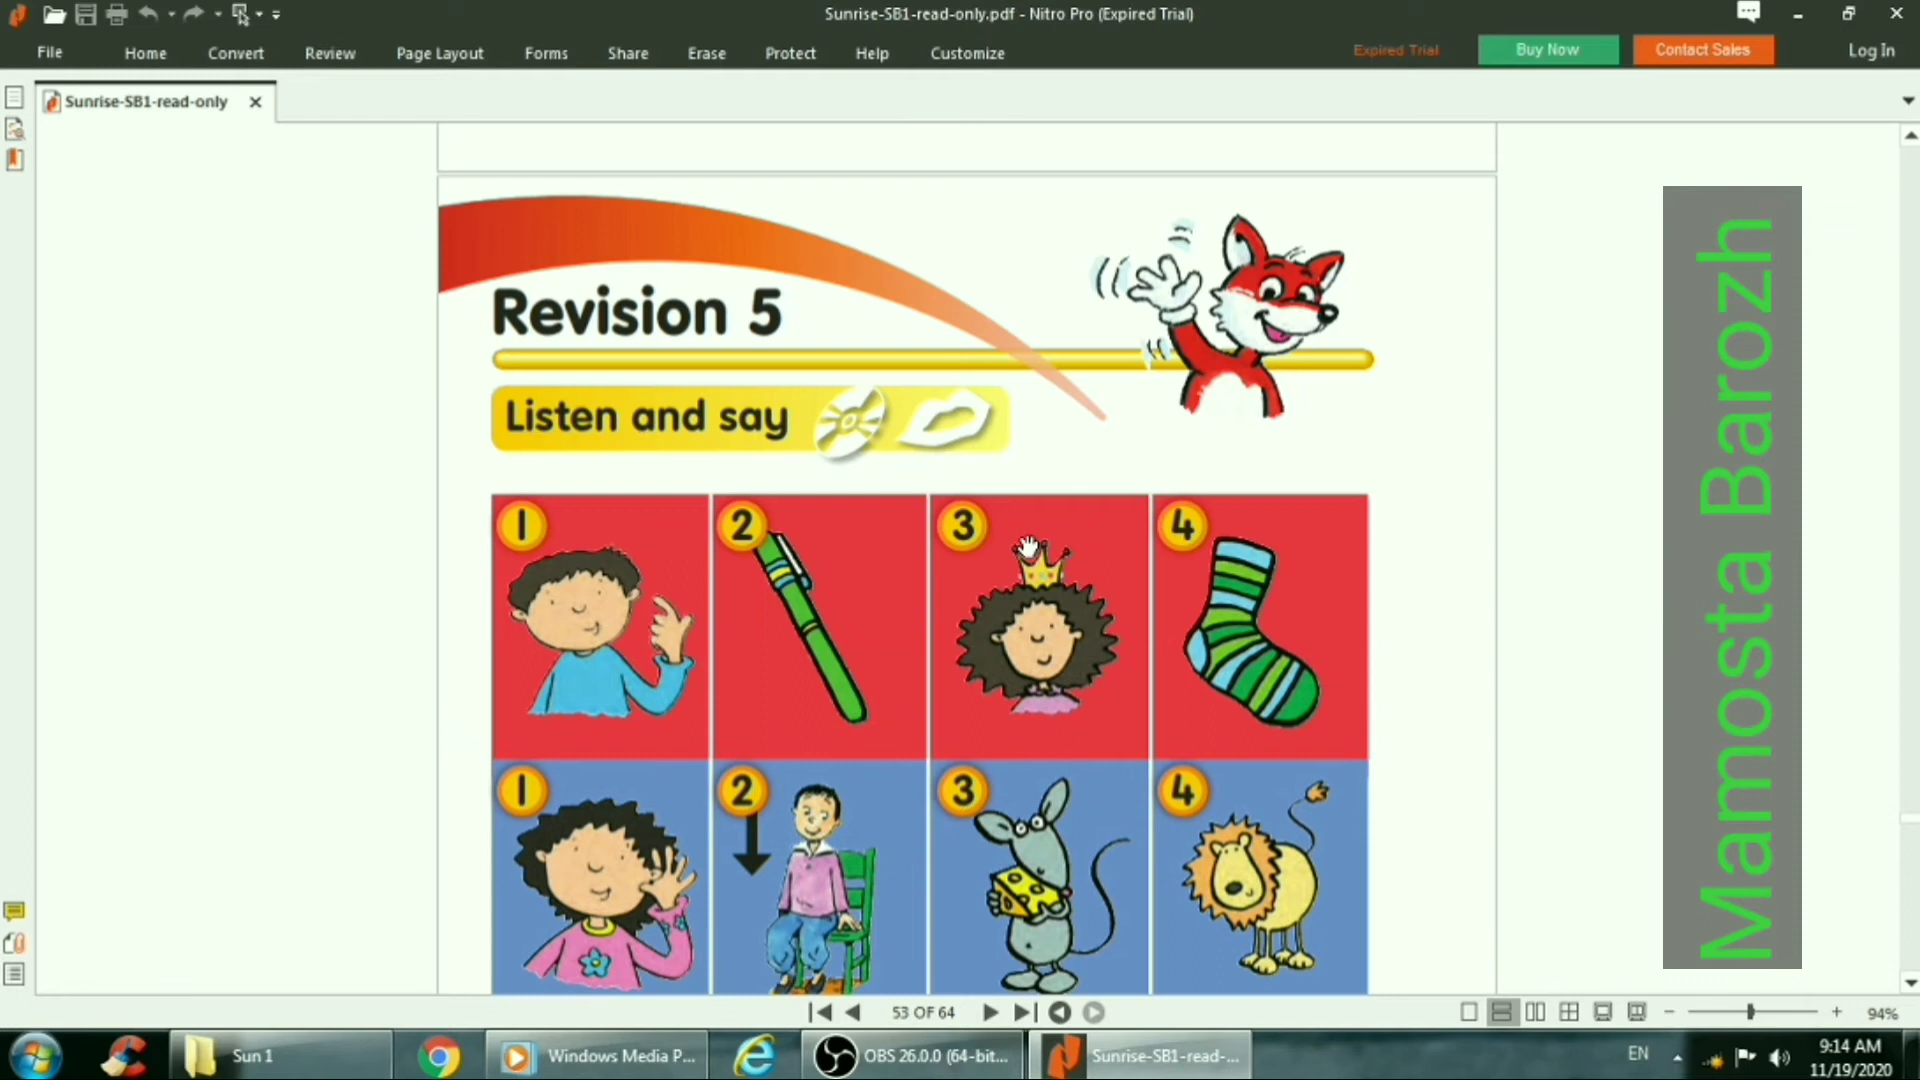 Sunrise-SB1-read-only.pdf - Nitro Pro (Expired Trial)
File Home Convert Review Page Layout Forms Share Erase Protect Help Customize Expired Trial Buy Now Contact Sales Log In
Sunrise-SB1-read-only
Revision 5
Listen and say
1 2 3 4
1 2 3 4
Mamosta Barozh
53 OF 64
94%
Sun 1 Windows Media P... OBS 26.0.0 (64-bit... Sunrise-SB1-read-... EN 9:14 AM
11/19/2020